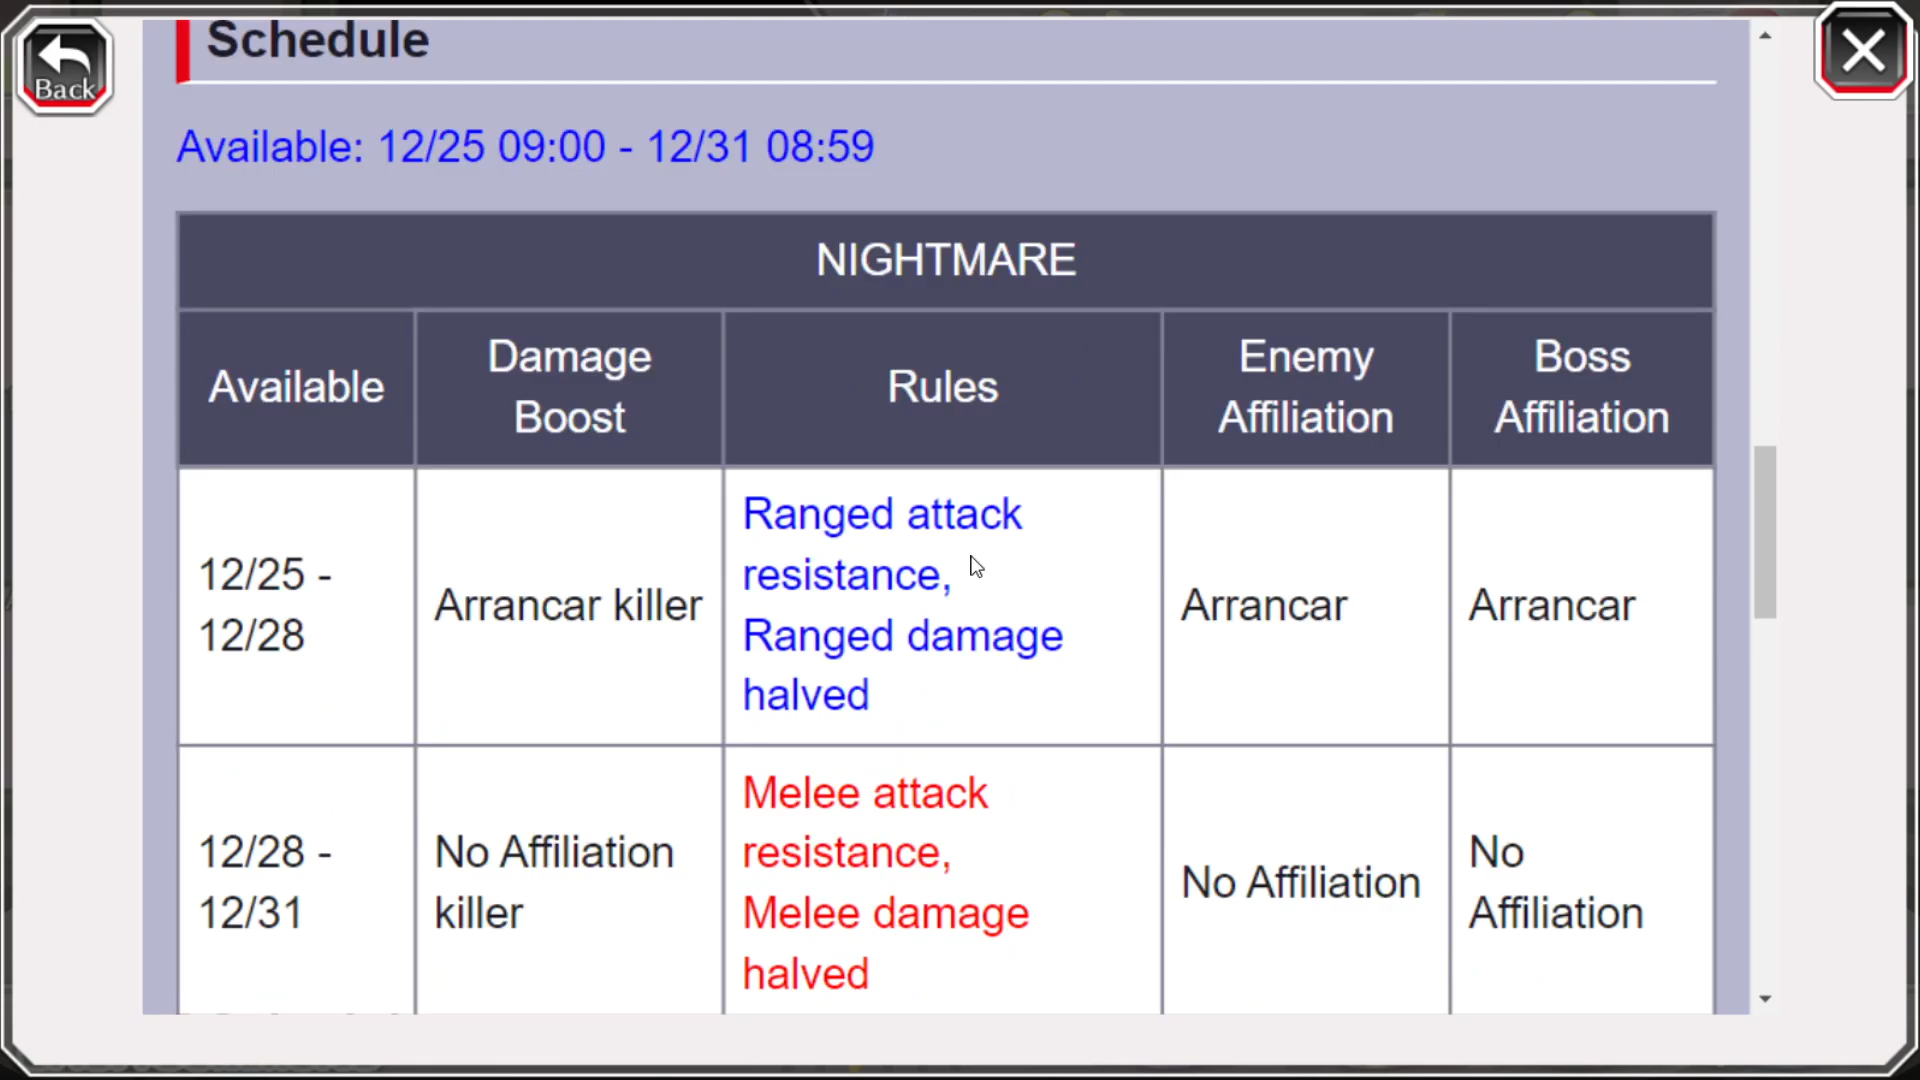 Schedule
Back
Available: 12/25 09:00 - 12/31 08:59
NIGHTMARE
Available
Damage
Boost
Rules
Enemy
Affiliation
Boss
Affiliation
12/25 -
12/28
Arrancar killer
Ranged attack
resistance,
Ranged damage
halved
Arrancar
Arrancar
12/28 -
12/31
No Affiliation
killer
Melee attack
resistance,
Melee damage
halved
No Affiliation
No
Affiliation